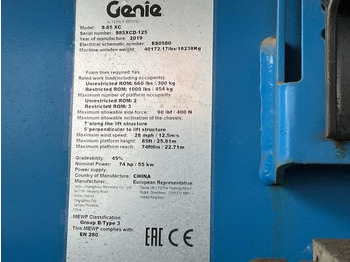 Genie
A TEREX BRAND
Model: S-85 XC
Serial number: S85XCD-125
Year of manufacture: 2019
Electrical schematic number: ES0560
Machine unladen weight: 40172.17lbs/18238Kg
Foam tires required: Yes
Rated work load(including occupants):
Unrestricted ROM: 660 lbs / 300 kg
Restricted ROM: 1000 lbs / 454 kg
Maximum number of platform occupants:
Unrestricted ROM: 2
Restricted ROM: 3
Maximum allowable side force: 90 lbf / 400 N
Maximum allowable inclination of the chassis:
7°along the lift structure
5°perpendicular to lift structure
Maximum wind speed: 28 mph / 12.5m/s
Maximum platform height: 85ft / 25.91m
Maximum platform reach: 74ft6in / 22.71m
Gradeability: 45%
Nominal power: 74 hp / 55 kw
Power supply:
Country of Manufacture: CHINA
Manufacturer: European Representative:
MEWP Classification:
Group B/Type 3
This MEWP complies with:
EN 280
EAC CE